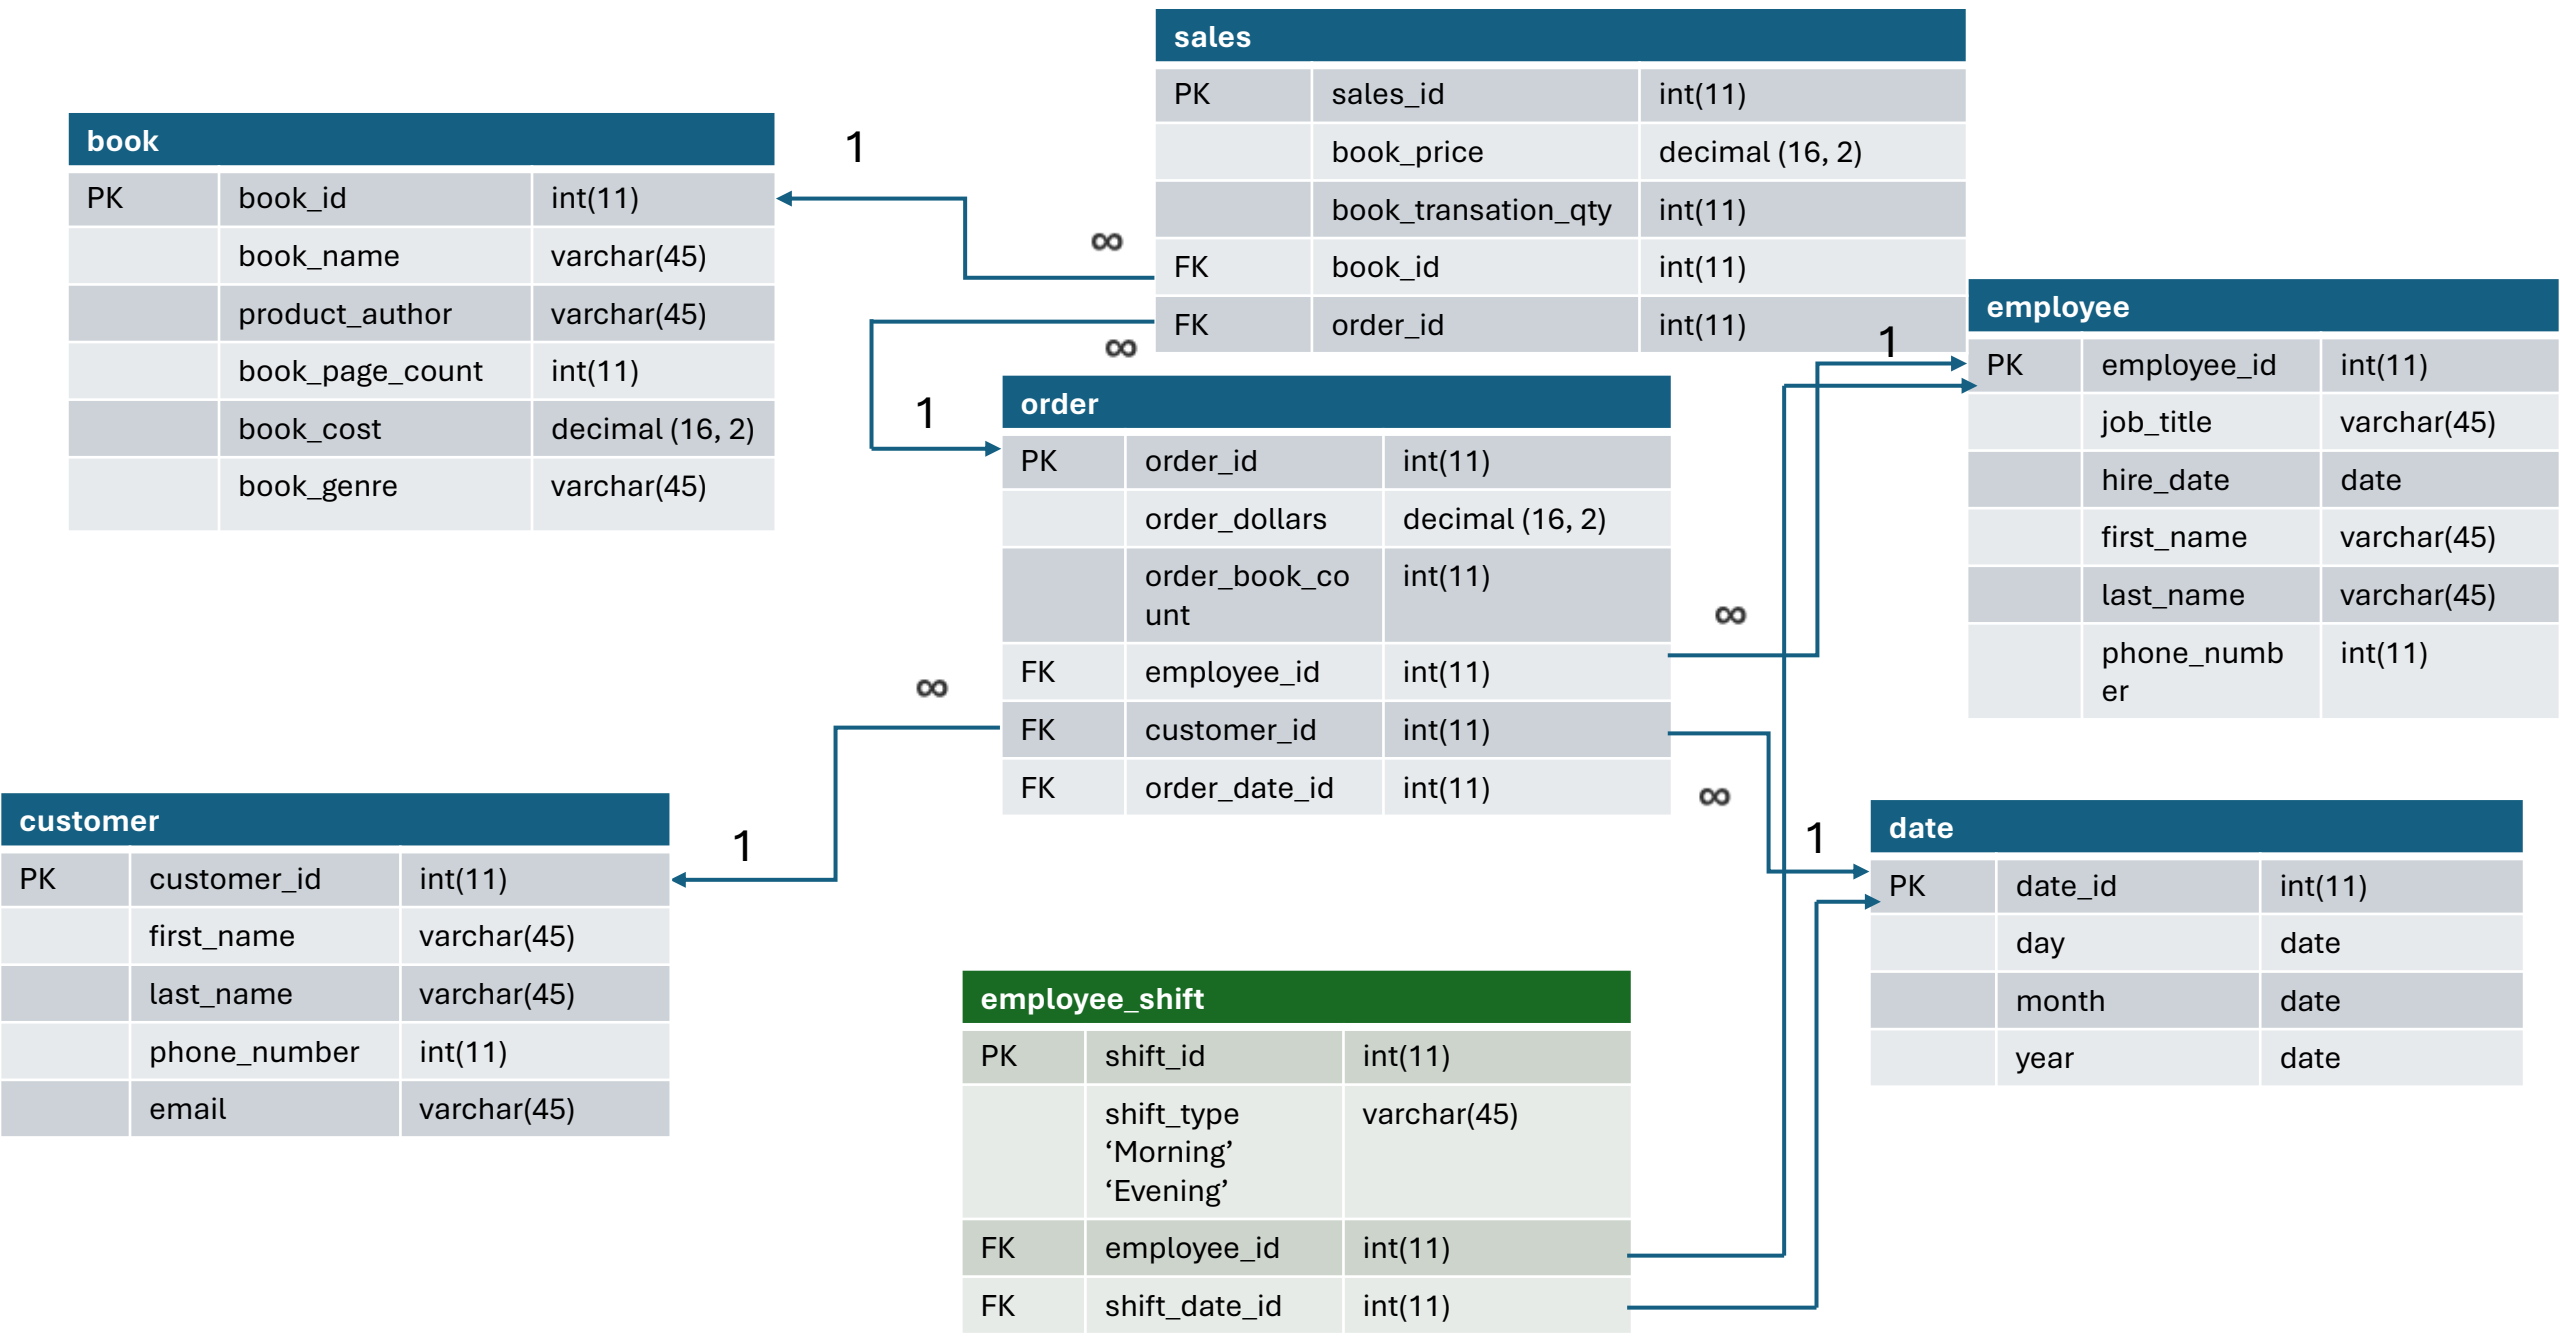 sales
PK sales_id int(11)
book_price decimal (16, 2)
book_transation_qty int(11)
FK book_id int(11)
FK order_id int(11)
book
PK book_id int(11)
book_name varchar(45)
product_author varchar(45)
book_page_count int(11)
book_cost decimal (16, 2)
book_genre varchar(45)
1
∞
∞
1
employee
PK employee_id int(11)
job_title varchar(45)
hire_date date
first_name varchar(45)
last_name varchar(45)
phone_numb int(11)
er
1
order
PK order_id int(11)
order_dollars decimal (16, 2)
order_book_co int(11)
unt
FK employee_id int(11)
FK customer_id int(11)
FK order_date_id int(11)
∞
∞
∞
1
1
customer
PK customer_id int(11)
first_name varchar(45)
last_name varchar(45)
phone_number int(11)
email varchar(45)
date
PK date_id int(11)
day date
month date
year date
employee_shift
PK shift_id int(11)
shift_type varchar(45)
‘Morning’
‘Evening’
FK employee_id int(11)
FK shift_date_id int(11)